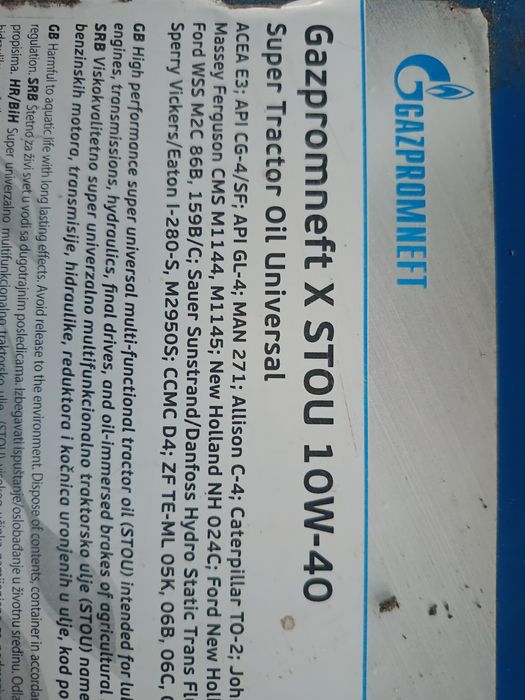 GAZPROMNEFT
Gazpromneft X STOU 10W-40
Super Tractor Oil Universal
ACEA E3; API CG-4/SF; API GL-4; MAN 271; Allison C-4; Caterpillar TO-2; Joh
Massey Ferguson CMS M1144, M1145; New Holland NH 024C; Ford New Hol
Ford WSS M2C 86B, 159B/C; Sauer Sunstrand/Danfoss Hydro Static Trans Fl
Sperry Vickers/Eaton I-280-S, M2950S; CCMC D4; ZF TE-ML 05K, 06B, 06C,
GB High performance super universal multi-functional tractor oil (STOU) intended for lu
engines, transmissions, hydraulics, final drives, and oil-immersed brakes of agricultural
SRB Viskokvalitetno super univerzalno multifunkcionalno traktorsko ulje (STOU) name
benzinskih motora, transmisije, hidraulike, reduktora i kočnica uronjenih u ulje, kod po
GB Harmful to aquatic life with long lasting effects. Avoid release to the environment. Dispose of contents, container in accorda
regulation. SRB Štetno za živi svet u vodi sa dugotrajnim posledicama. Izbegavati ispuštanje/oslobađanje u životnu sredinu. Odla
propisima. HR/BIH Super univerzalno multifunkcionalno traktorsko ulje (STOU)